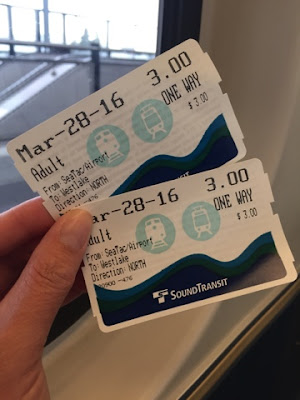 Mar-28-16 3.00
Adult ONE WAY
From: SeaTac/Airport $ 3.00
To: Westlake
Direction: NORTH
Mar-28-16 3.00
Adult ONE WAY
From: SeaTac/Airport $ 3.00
To: Westlake
Direction: NORTH
SOUNDTRANSIT